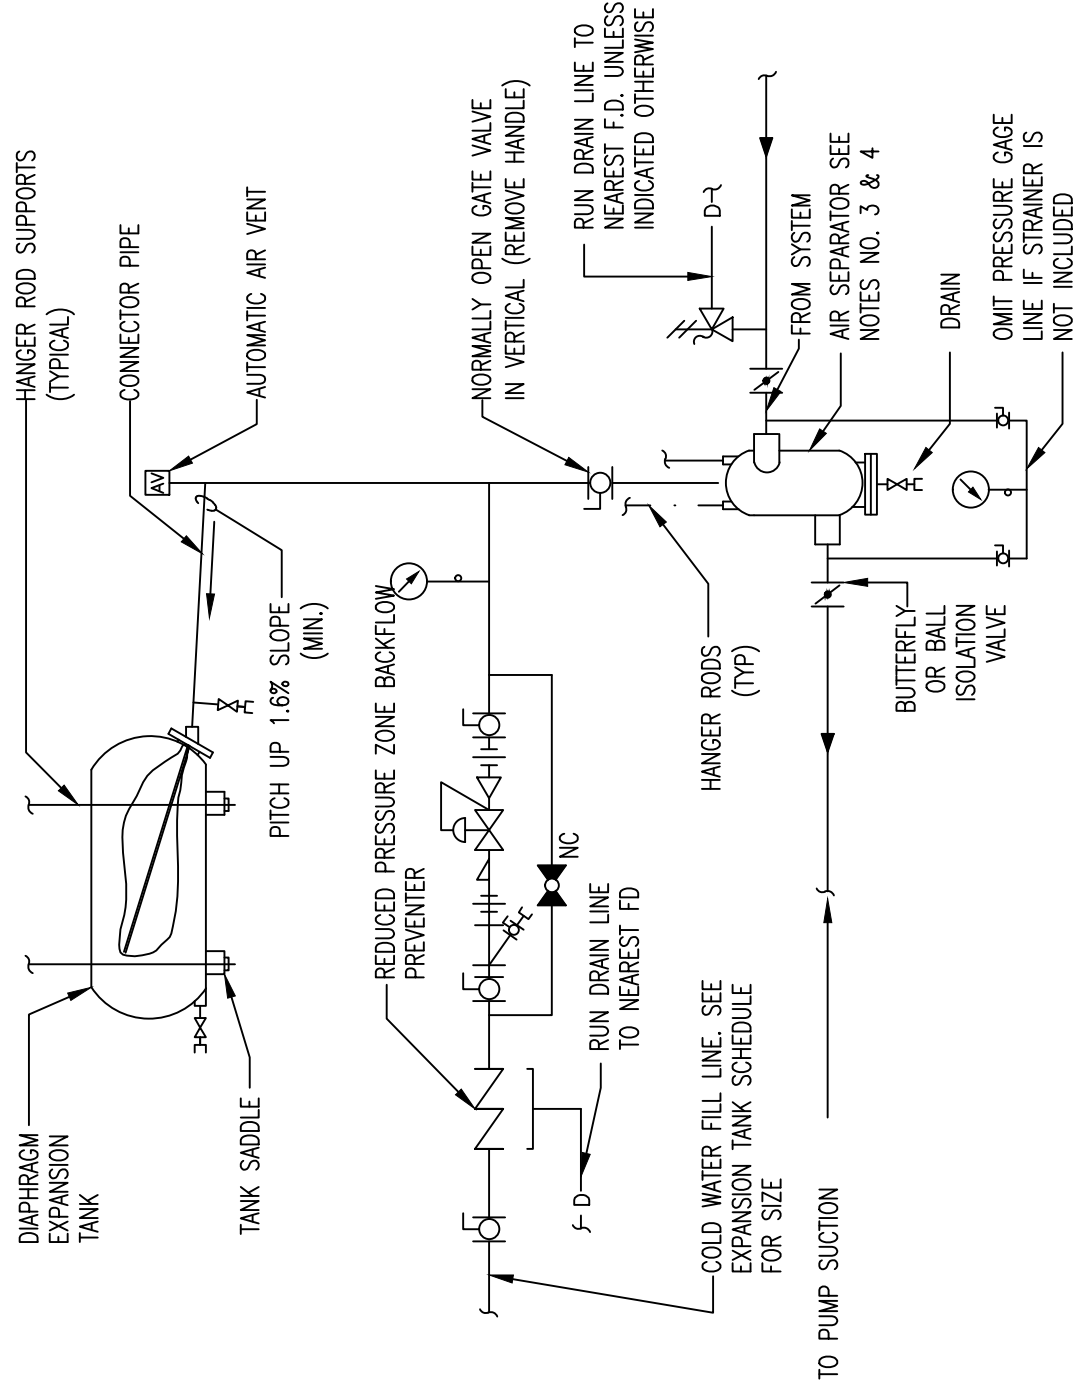 HANGER ROD SUPPORTS
(TYPICAL)
CONNECTOR PIPE
AUTOMATIC AIR VENT
AV
NORMALLY OPEN GATE VALVE
IN VERTICAL (REMOVE HANDLE)
RUN DRAIN LINE TO
NEAREST F.D. UNLESS
INDICATED OTHERWISE
D
FROM SYSTEM
AIR SEPARATOR SEE
NOTES NO. 3 & 4
DRAIN
OMIT PRESSURE GAGE
LINE IF STRAINER IS
NOT INCLUDED
PITCH UP 1.6% SLOPE
(MIN.)
REDUCED PRESSURE ZONE BACKFLOW
PREVENTER
HANGER RODS
(TYP)
BUTTERFLY
OR BALL
ISOLATION
VALVE
NC
RUN DRAIN LINE
TO NEAREST FD
D
DIAPHRAGM
EXPANSION
TANK
TANK SADDLE
COLD WATER FILL LINE. SEE
EXPANSION TANK SCHEDULE
FOR SIZE
TO PUMP SUCTION